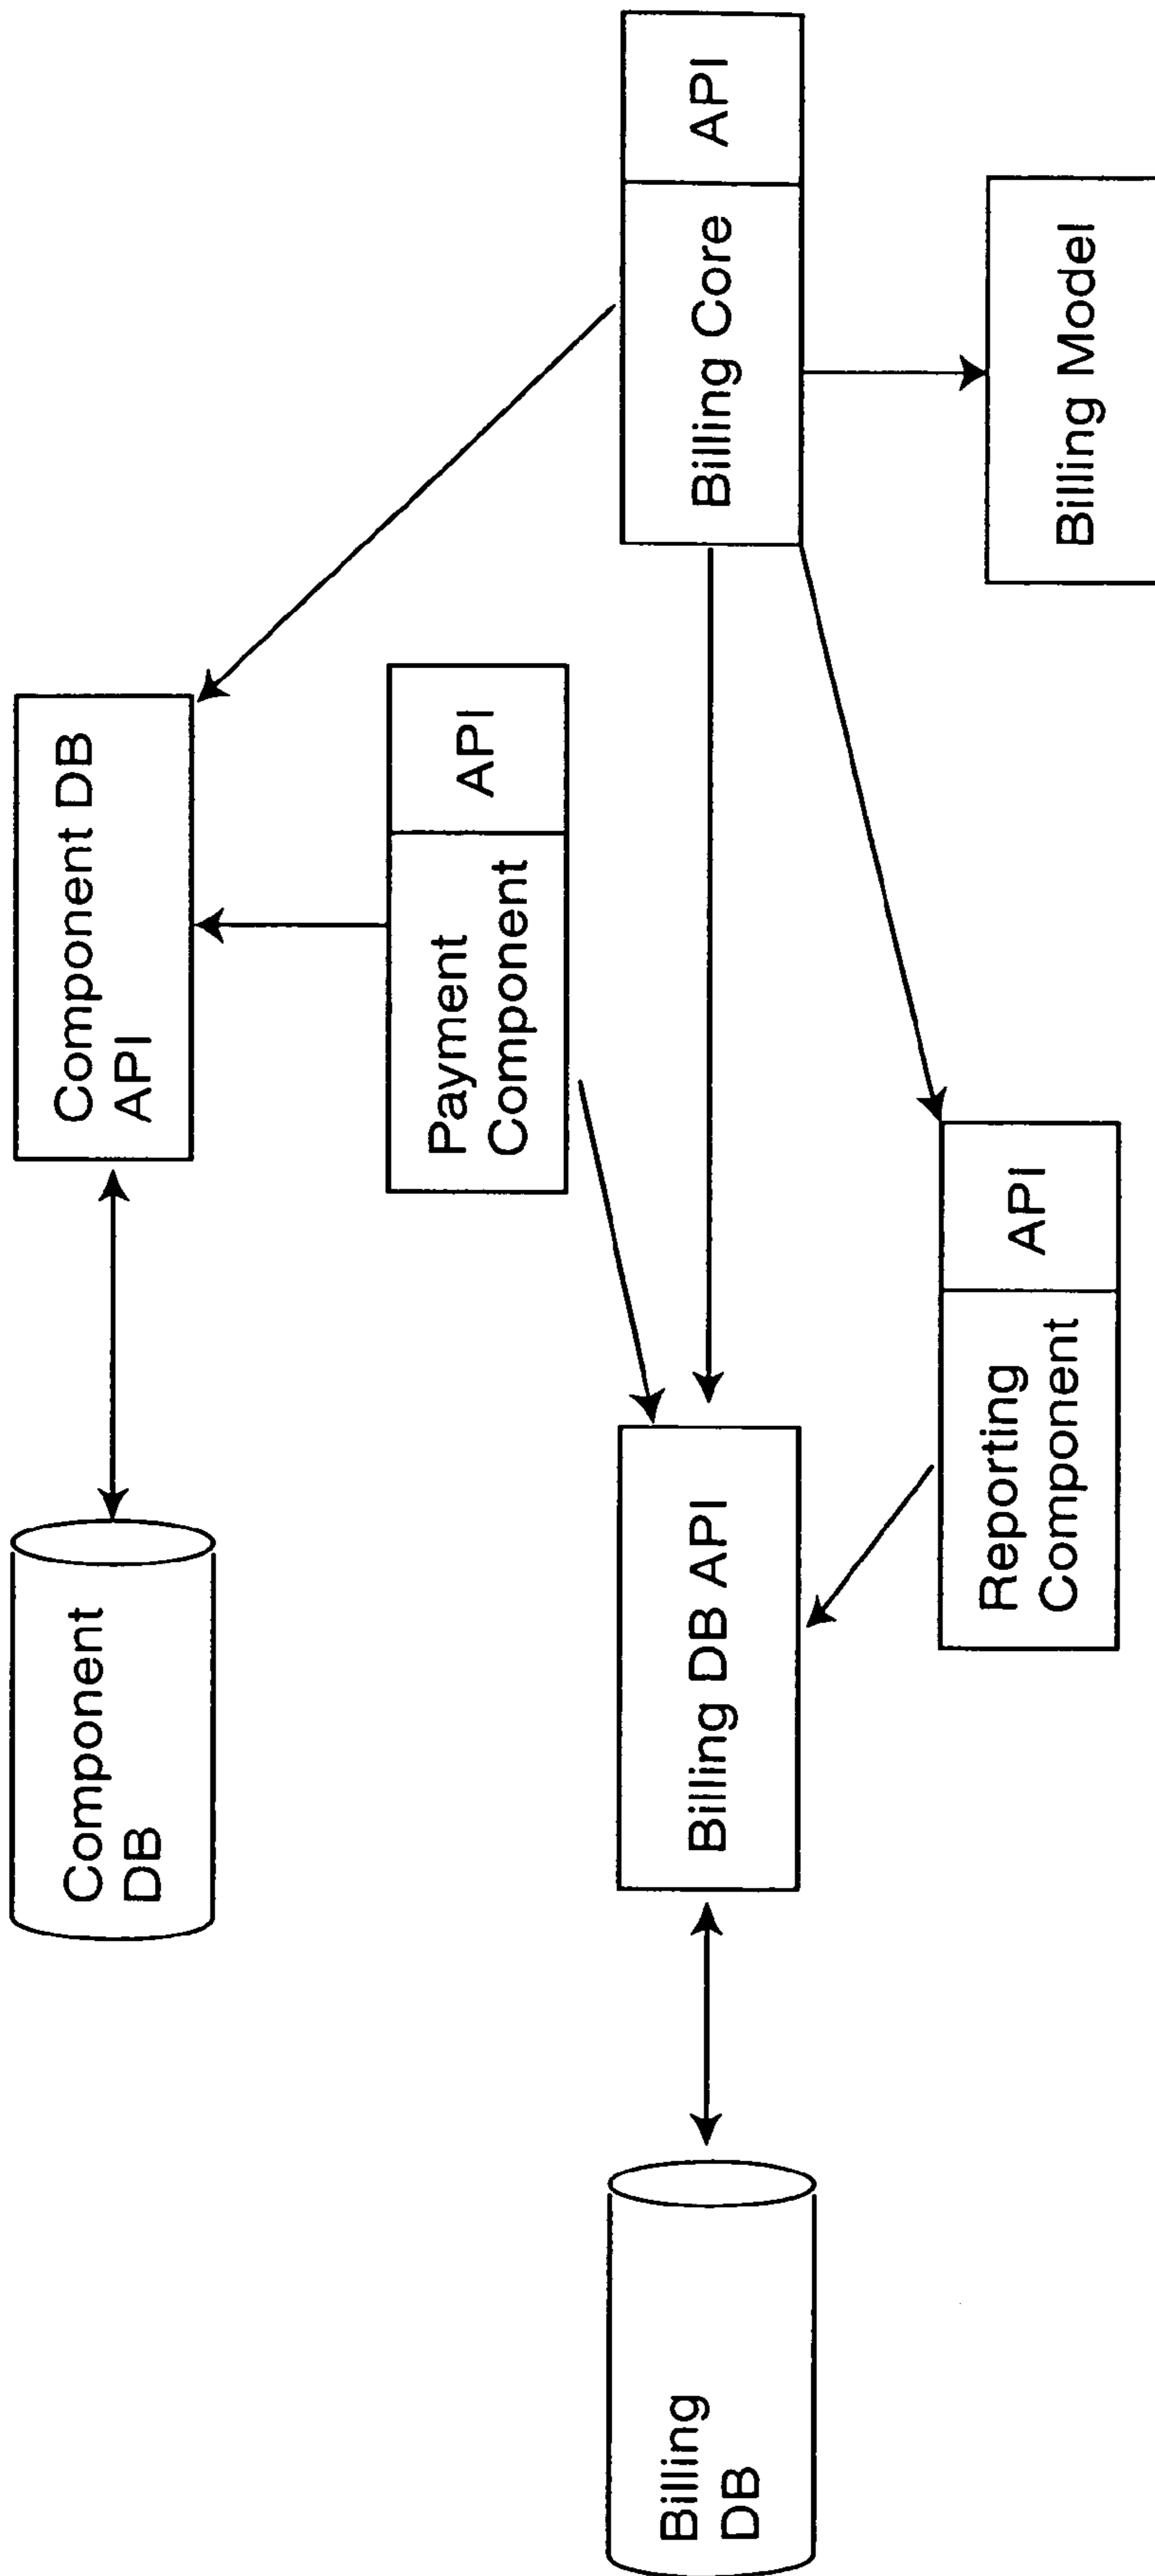 Component
DB
Component DB
API
Payment
Component
API
Billing
DB
Billing DB API
Billing Core
API
Reporting
Component
API
Billing Model